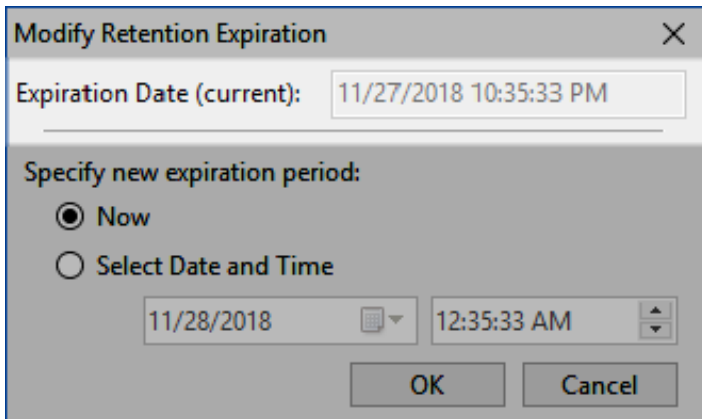 Modify Retention Expiration
Expiration Date (current): 11/27/2018 10:35:33 PM
Specify new expiration period:
Now
Select Date and Time
11/28/2018 12:35:33 AM
OK Cancel